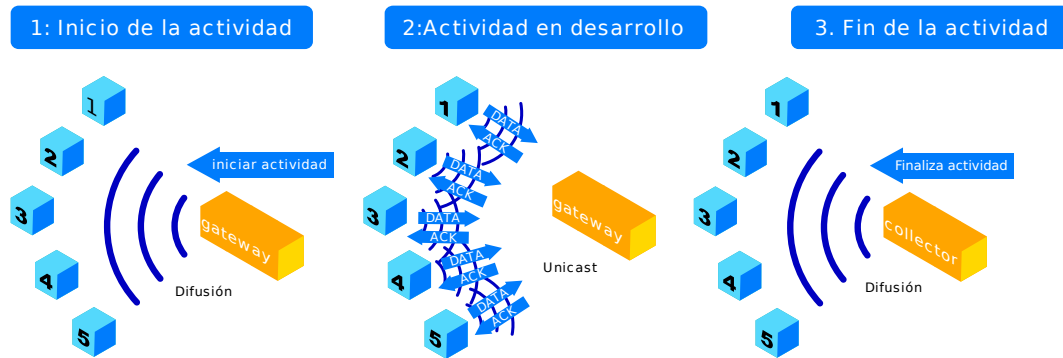 1: Inicio de la actividad
1
2
3
4
5
iniciar actividad
gateway
Difusión
2:Actividad en desarrollo
1
DATA
ACK
2
DATA
ACK
3
DATA
ACK
4
DATA
ACK
5
DATA
ACK
gateway
Unicast
3. Fin de la actividad
1
2
3
4
5
Finaliza actividad
collector
Difusión